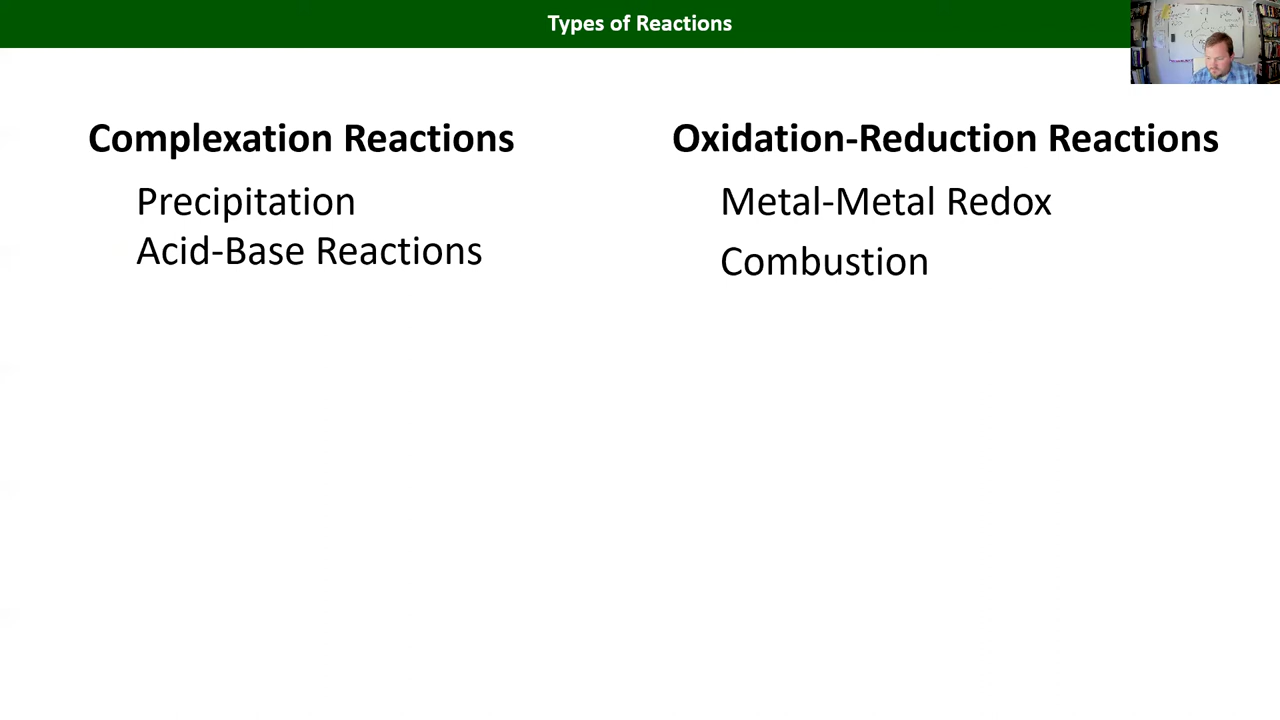 Types of Reactions
Complexation Reactions
Precipitation
Acid-Base Reactions
Oxidation-Reduction Reactions
Metal-Metal Redox
Combustion